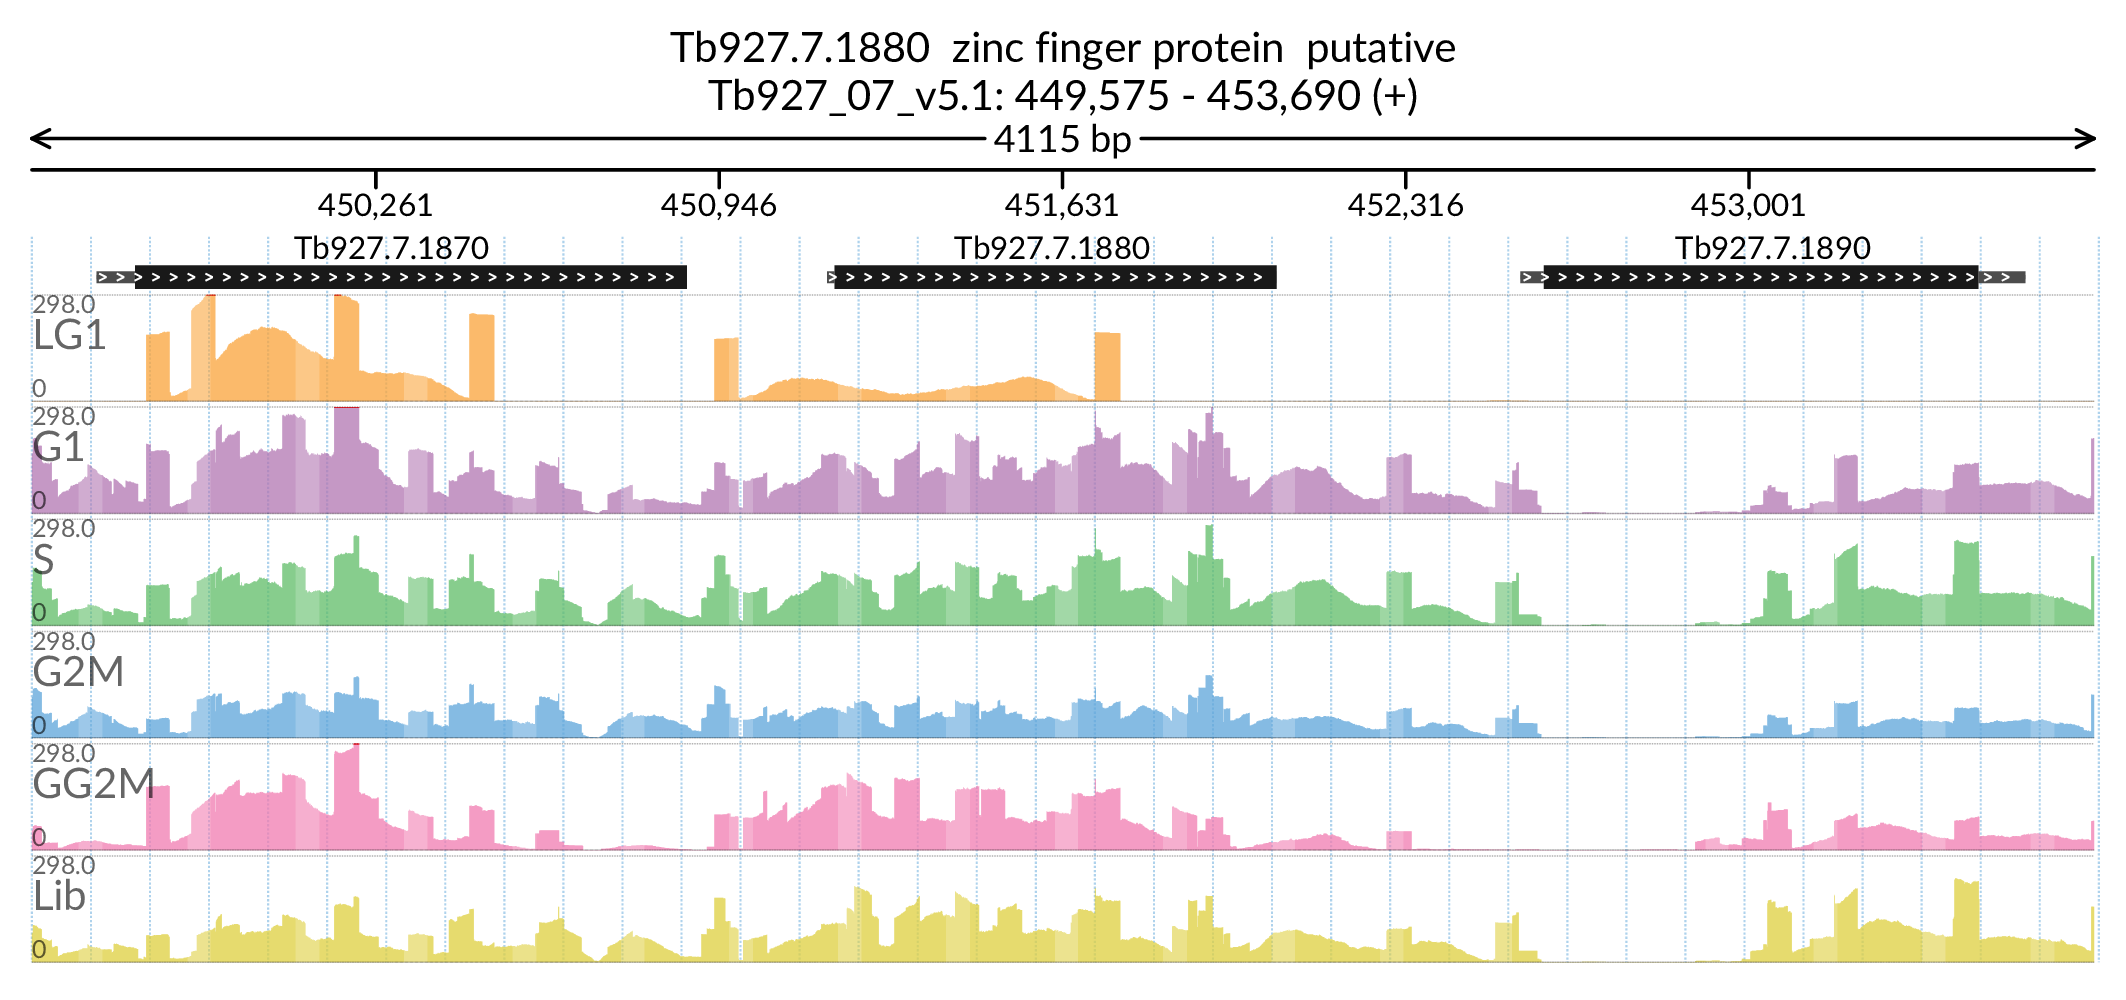 Tb927.7.1880  zinc finger protein  putative
Tb927_07_v5.1: 449,575 - 453,690 (+)
4115 bp
450,261 450,946 451,631 452,316 453,001
Tb927.7.1870 Tb927.7.1880 Tb927.7.1890
298.0
LG1
0
298.0
G1
0
298.0
S
0
298.0
G2M
0
298.0
GG2M
0
298.0
Lib
0